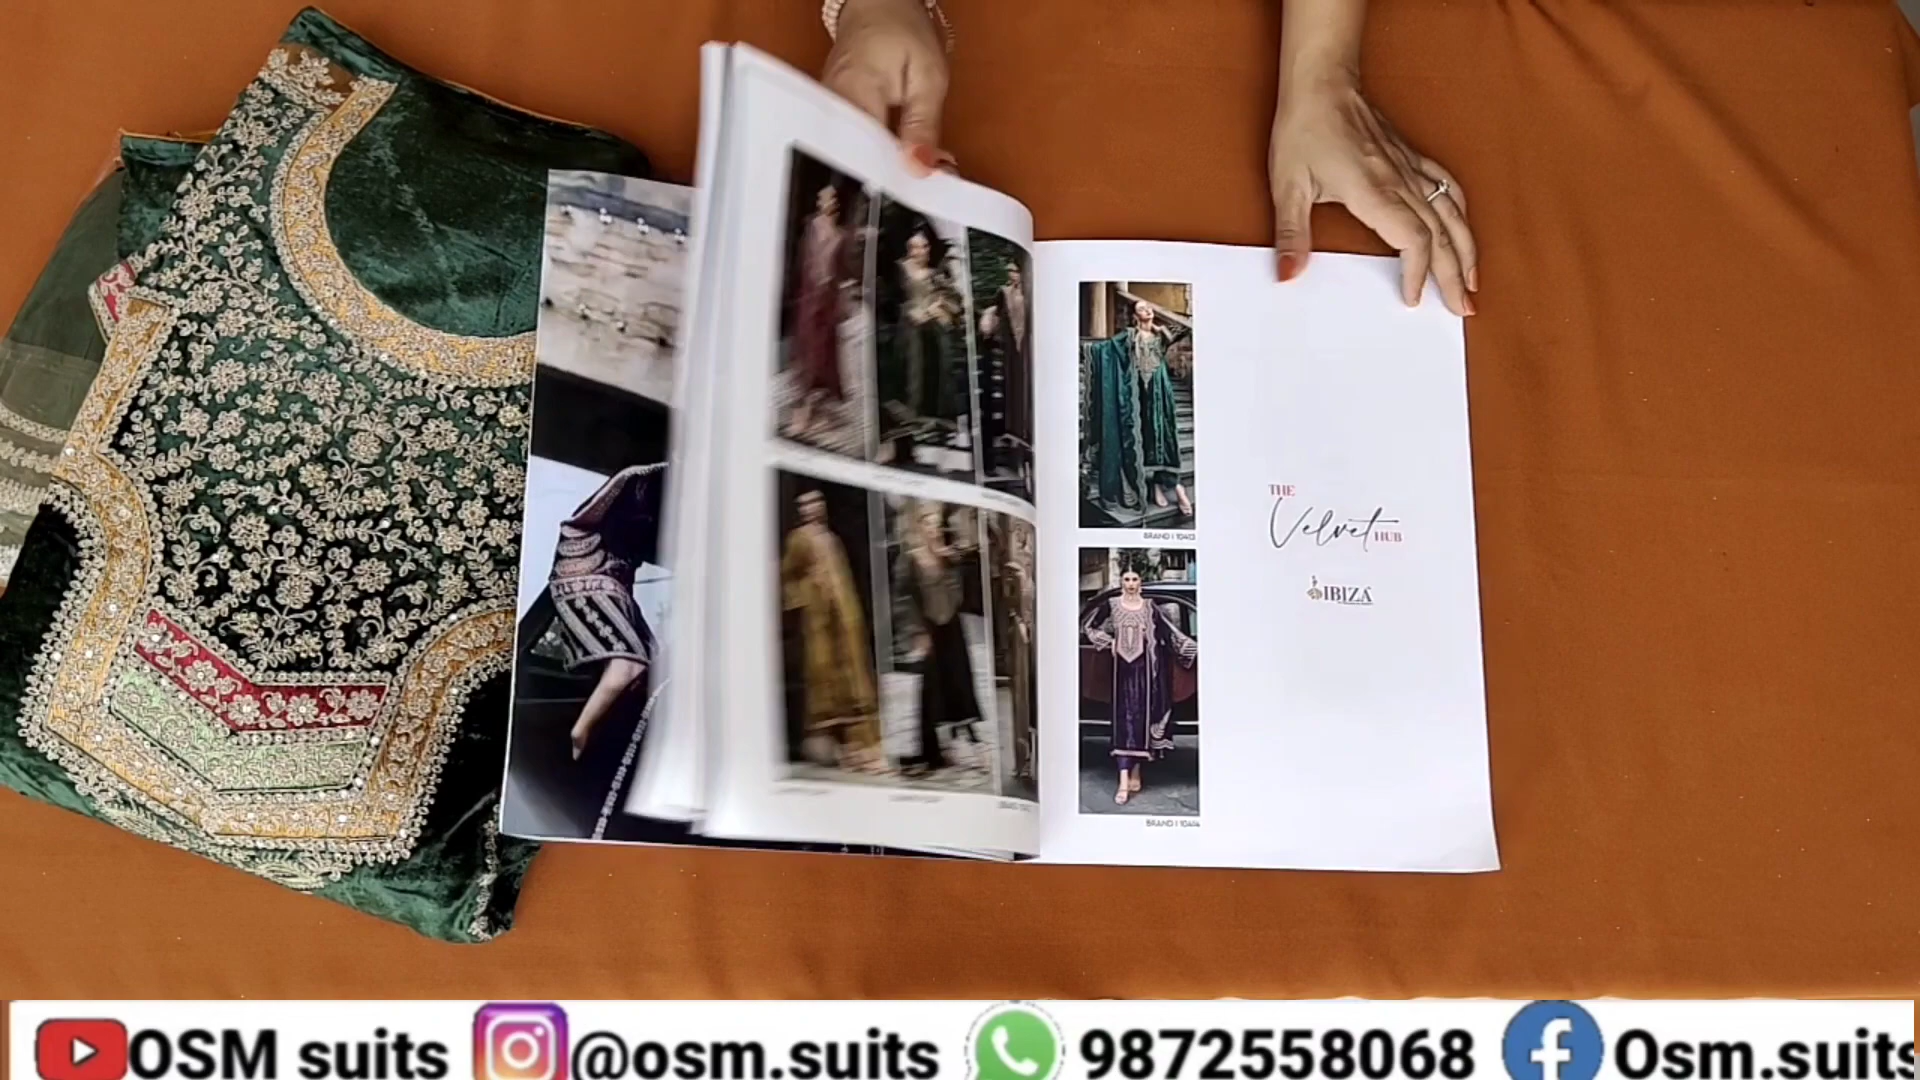 BRAND | 10413
THE
Velvet HUB
IBIZA
BRAND | 10414
OSM suits @osm.suits 9872558068 Osm.suits